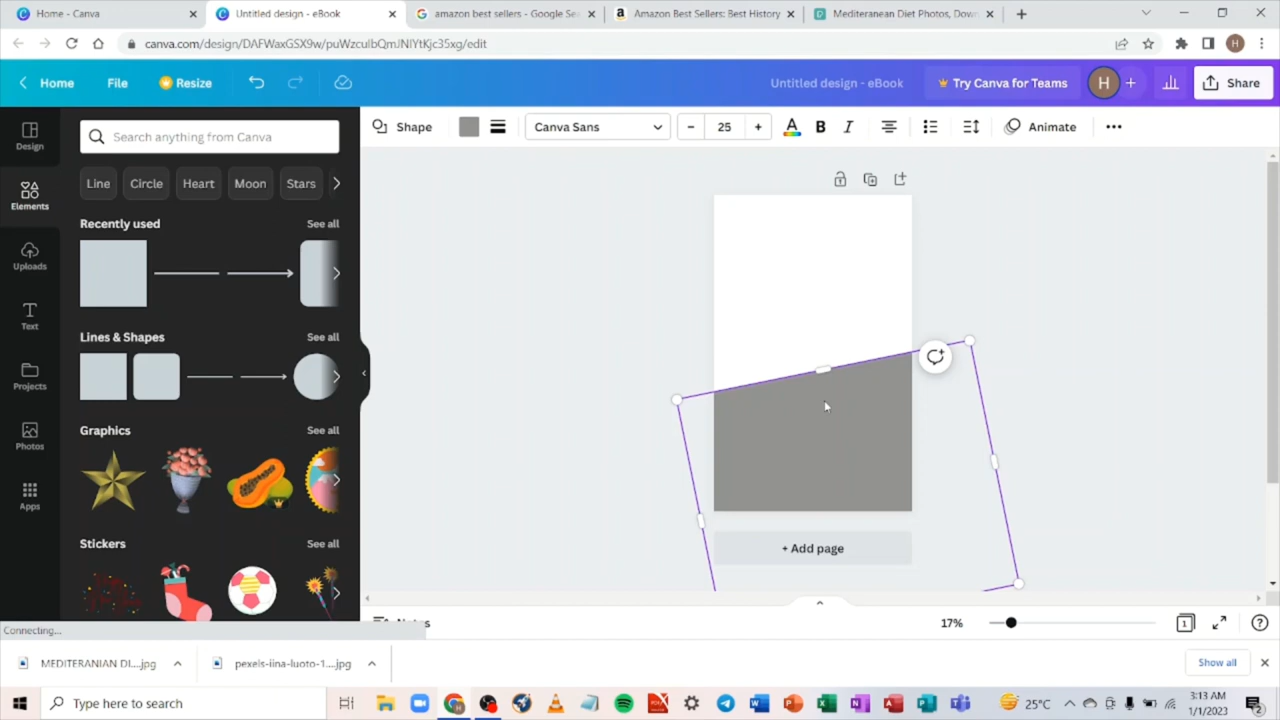 Home - Canva
Untitled design - eBook
amazon best sellers - Google Se
Amazon Best Sellers: Best History
Mediteranean Diet Photos, Dow
canva.com/design/DAFWaxGSX9w/puWzcuIbQmJNIYtKjc35xg/edit
H
Home
File
Resize
Untitled design - eBook
Try Canva for Teams
H
Share
Design
Search anything from Canva
Shape
Canva Sans
25
A
B
I
Animate
Elements
Line
Circle
Heart
Moon
Stars
Recently used
See all
Uploads
Text
Lines & Shapes
See all
Projects
Graphics
See all
Photos
Apps
Stickers
See all
+ Add page
Connecting...
17%
1
MEDITERANIAN DI....jpg
pexels-iina-luoto-1....jpg
Show all
Type here to search
25°C
3:13 AM
1/1/2023
2